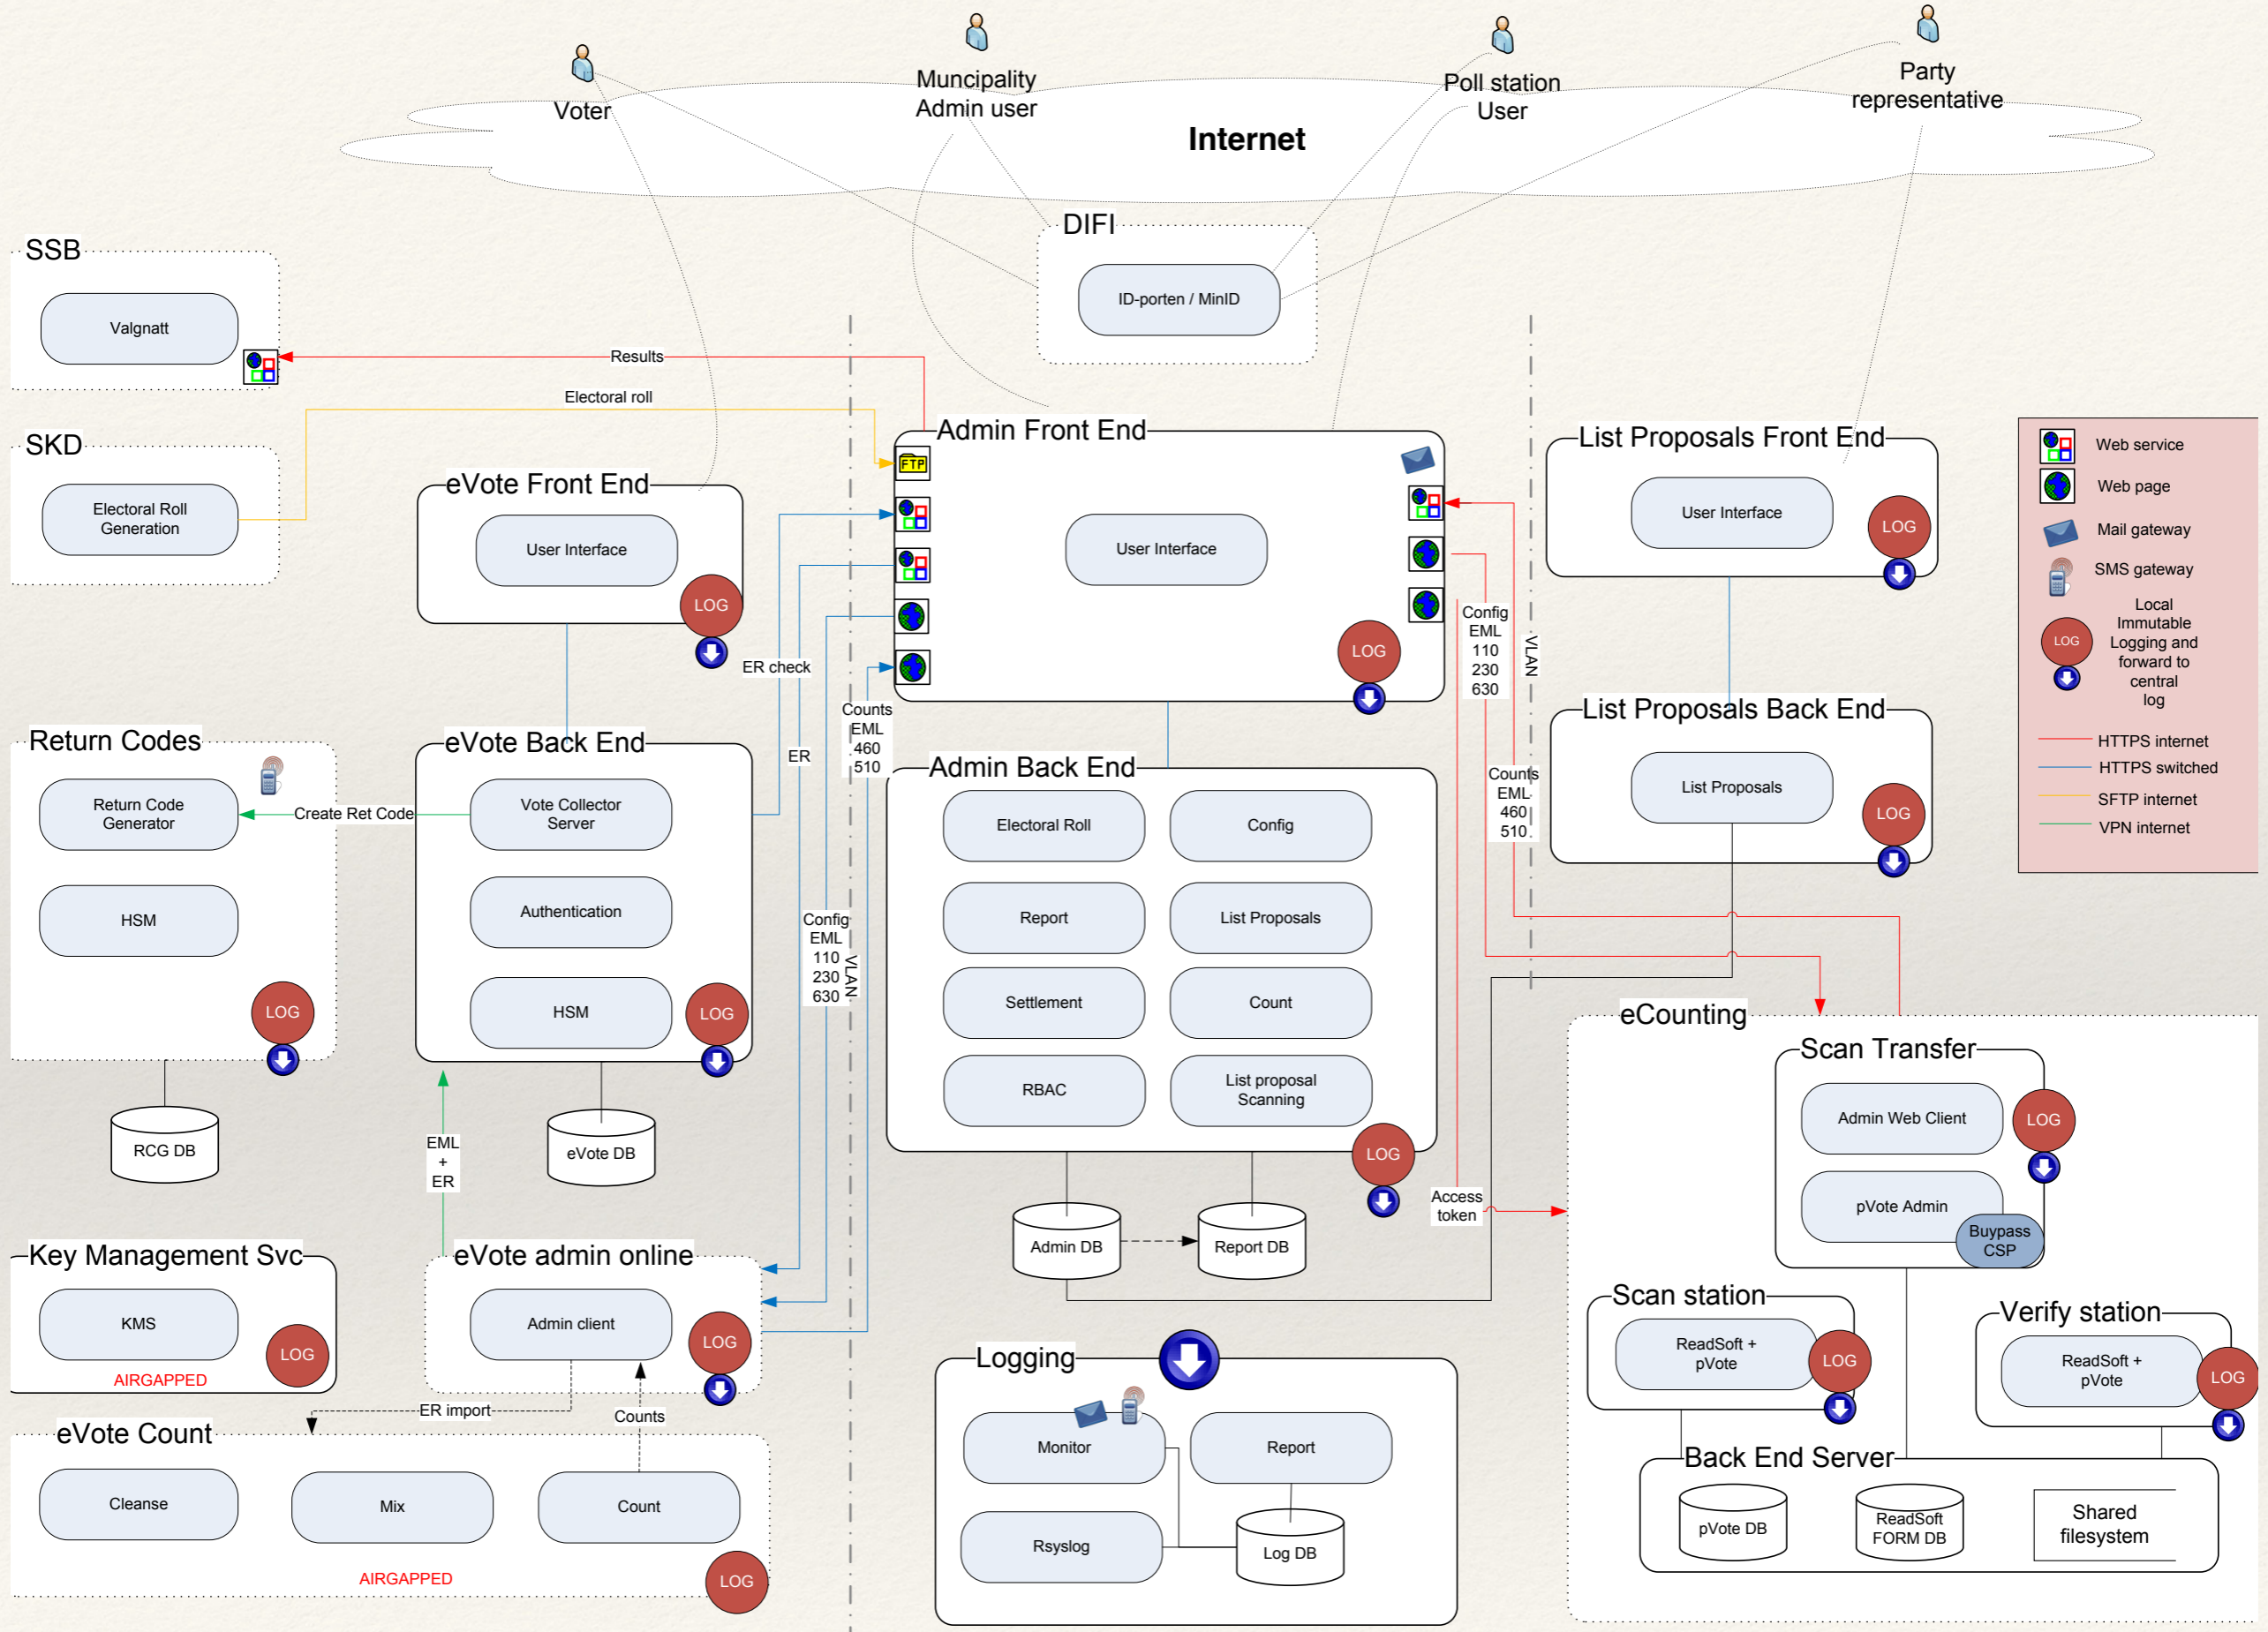 Voter
Muncipality
Admin user
Poll station
User
Party
representative
Internet
DIFI
ID-porten / MinID
SSB
Valgnatt
Results
Electoral roll
SKD
Electoral Roll
Generation
eVote Front End
User Interface
LOG
Admin Front End
FTP
User Interface
LOG
List Proposals Front End
User Interface
LOG
Web service
Web page
Mail gateway
SMS gateway
Local
Immutable
Logging and
forward to
central
log
LOG
HTTPS internet
HTTPS switched
SFTP internet
VPN internet
ER check
ER
Counts
EML
460
510
Config
EML
110
230
630
VLAN
Config
EML
110
230
630
VLAN
Counts
EML
460
510
Return Codes
Return Code
Generator
HSM
LOG
RCG DB
Create Ret Code
eVote Back End
Vote Collector
Server
Authentication
HSM
LOG
eVote DB
EML
+
ER
Admin Back End
Electoral Roll
Config
Report
List Proposals
Settlement
Count
RBAC
List proposal
Scanning
LOG
Admin DB
Report DB
Access
token
List Proposals Back End
List Proposals
LOG
eCounting
Scan Transfer
Admin Web Client
LOG
pVote Admin
Buypass
CSP
Scan station
ReadSoft +
pVote
LOG
Verify station
ReadSoft +
pVote
LOG
Back End Server
pVote DB
ReadSoft
FORM DB
Shared
filesystem
Key Management Svc
KMS
LOG
AIRGAPPED
eVote admin online
Admin client
LOG
ER import
Counts
eVote Count
Cleanse
Mix
Count
AIRGAPPED
LOG
Logging
Monitor
Report
Rsyslog
Log DB